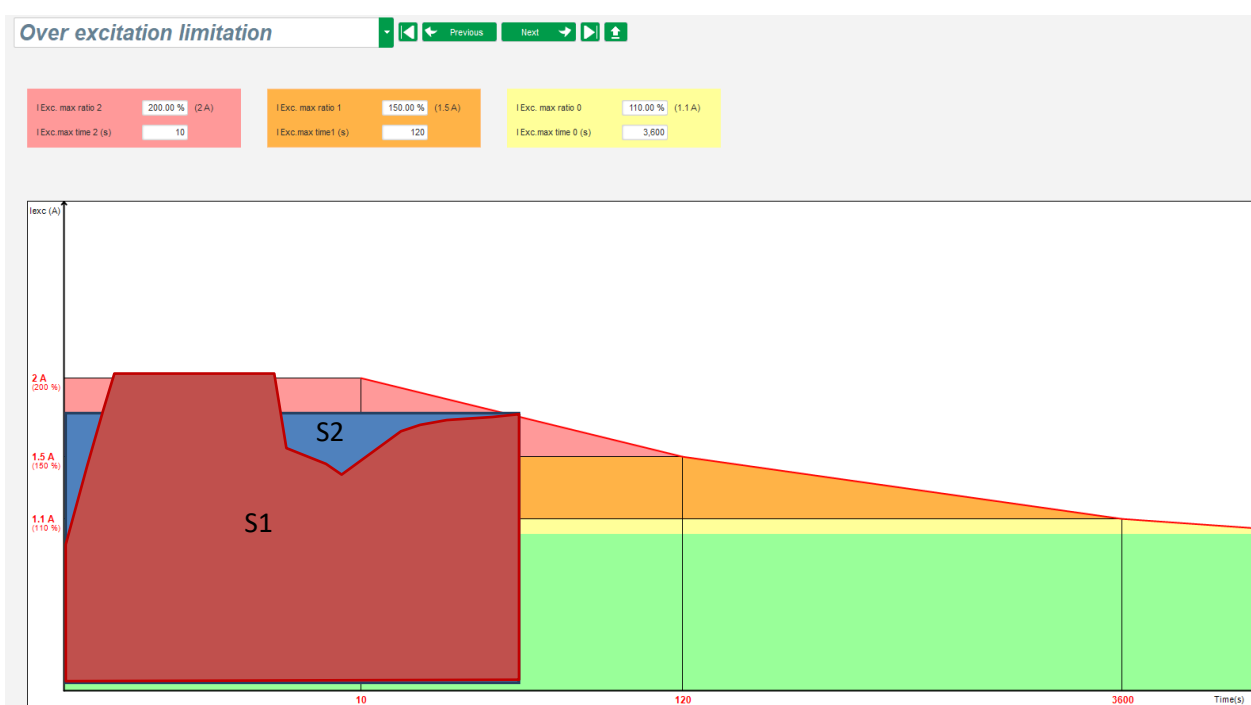 Over excitation limitation
Previous
Next
I Exc. max ratio 2 200.00 % (2 A)
I Exc.max time 2 (s) 10
I Exc. max ratio 1 150.00 % (1.5 A)
I Exc.max time1 (s) 120
I Exc. max ratio 0 110.00 % (1.1 A)
I Exc.max time 0 (s) 3,600
Iexc (A)
2 A
(200 %)
S2
1.5 A
(150 %)
1.1 A
(110 %)
S1
10 120 3600 Time(s)